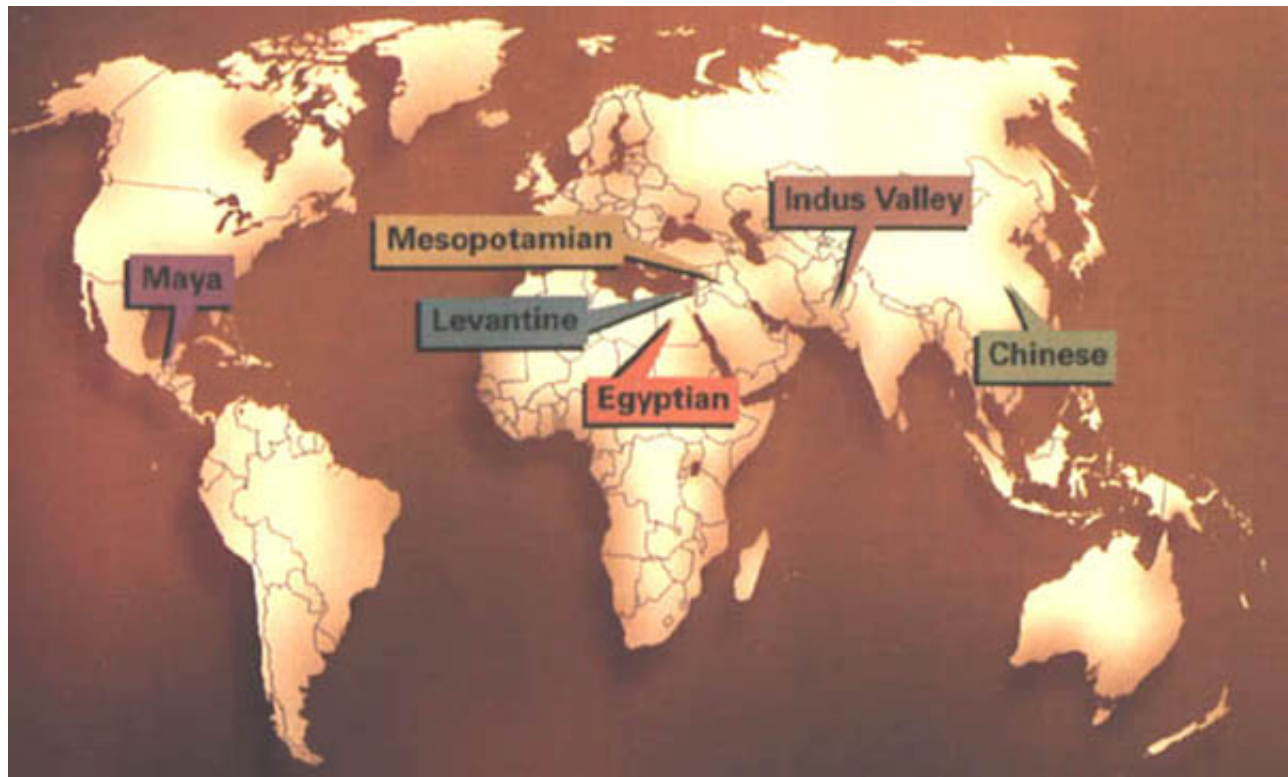 Indus Valley
Mesopotamian
Maya
Levantine
Chinese
Egyptian